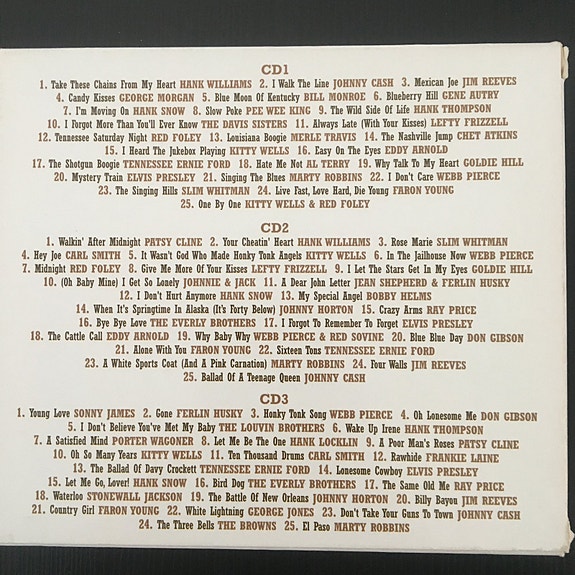 CD1
1. Take These Chains From My Heart HANK WILLIAMS 2. I Walk The Line JOHNNY CASH 3. Mexican Joe JIM REEVES
4. Candy Kisses GEORGE MORGAN 5. Blue Moon Of Kentucky BILL MONROE 6. Blueberry Hill GENE AUTRY
7. I'm Moving On HANK SNOW 8. Slow Poke PEE WEE KING 9. The Wild Side Of Life HANK THOMPSON
10. I Forgot More Than You'll Ever Know THE DAVIS SISTERS 11. Always Late (With Your Kisses) LEFTY FRIZZELL
12. Tennessee Saturday Night RED FOLEY 13. Louisiana Boogie MERLE TRAVIS 14. The Nashville Jump CHET ATKINS
15. I Heard The Jukebox Playing KITTY WELLS 16. Easy On The Eyes EDDY ARNOLD
17. The Shotgun Boogie TENNESSEE ERNIE FORD 18. Hate Me Not AL TERRY 19. Why Talk To My Heart GOLDIE HILL
20. Mystery Train ELVIS PRESLEY 21. Singing The Blues MARTY ROBBINS 22. I Don't Care WEBB PIERCE
23. The Singing Hills SLIM WHITMAN 24. Live Fast, Love Hard, Die Young FARON YOUNG
25. One By One KITTY WELLS & RED FOLEY
CD2
1. Walkin' After Midnight PATSY CLINE 2. Your Cheatin' Heart HANK WILLIAMS 3. Rose Marie SLIM WHITMAN
4. Hey Joe CARL SMITH 5. It Wasn't God Who Made Honky Tonk Angels KITTY WELLS 6. In The Jailhouse Now WEBB PIERCE
7. Midnight RED FOLEY 8. Give Me More Of Your Kisses LEFTY FRIZZELL 9. I Let The Stars Get In My Eyes GOLDIE HILL
10. (Oh Baby Mine) I Get So Lonely JOHNNIE & JACK 11. A Dear John Letter JEAN SHEPHERD & FERLIN HUSKY
12. I Don't Hurt Anymore HANK SNOW 13. My Special Angel BOBBY HELMS
14. When It's Springtime In Alaska (It's Forty Below) JOHNNY HORTON 15. Crazy Arms RAY PRICE
16. Bye Bye Love THE EVERLY BROTHERS 17. I Forgot To Remember To Forget ELVIS PRESLEY
18. The Cattle Call EDDY ARNOLD 19. Why Baby Why WEBB PIERCE & RED SOVINE 20. Blue Blue Day DON GIBSON
21. Alone With You FARON YOUNG 22. Sixteen Tons TENNESSEE ERNIE FORD
23. A White Sports Coat (And A Pink Carnation) MARTY ROBBINS 24. Four Walls JIM REEVES
25. Ballad Of A Teenage Queen JOHNNY CASH
CD3
1. Young Love SONNY JAMES 2. Gone FERLIN HUSKY 3. Honky Tonk Song WEBB PIERCE 4. Oh Lonesome Me DON GIBSON
5. I Don't Believe You've Met My Baby THE LOUVIN BROTHERS 6. Wake Up Irene HANK THOMPSON
7. A Satisfied Mind PORTER WAGONER 8. Let Me Be The One HANK LOCKLIN 9. A Poor Man's Roses PATSY CLINE
10. Oh So Many Years KITTY WELLS 11. Ten Thousand Drums CARL SMITH 12. Rawhide FRANKIE LAINE
13. The Ballad Of Davy Crockett TENNESSEE ERNIE FORD 14. Lonesome Cowboy ELVIS PRESLEY
15. Let Me Go, Lover! HANK SNOW 16. Bird Dog THE EVERLY BROTHERS 17. The Same Old Me RAY PRICE
18. Waterloo STONEWALL JACKSON 19. The Battle Of New Orleans JOHNNY HORTON 20. Billy Bayou JIM REEVES
21. Country Girl FARON YOUNG 22. White Lightning GEORGE JONES 23. Don't Take Your Guns To Town JOHNNY CASH
24. The Three Bells THE BROWNS 25. El Paso MARTY ROBBINS